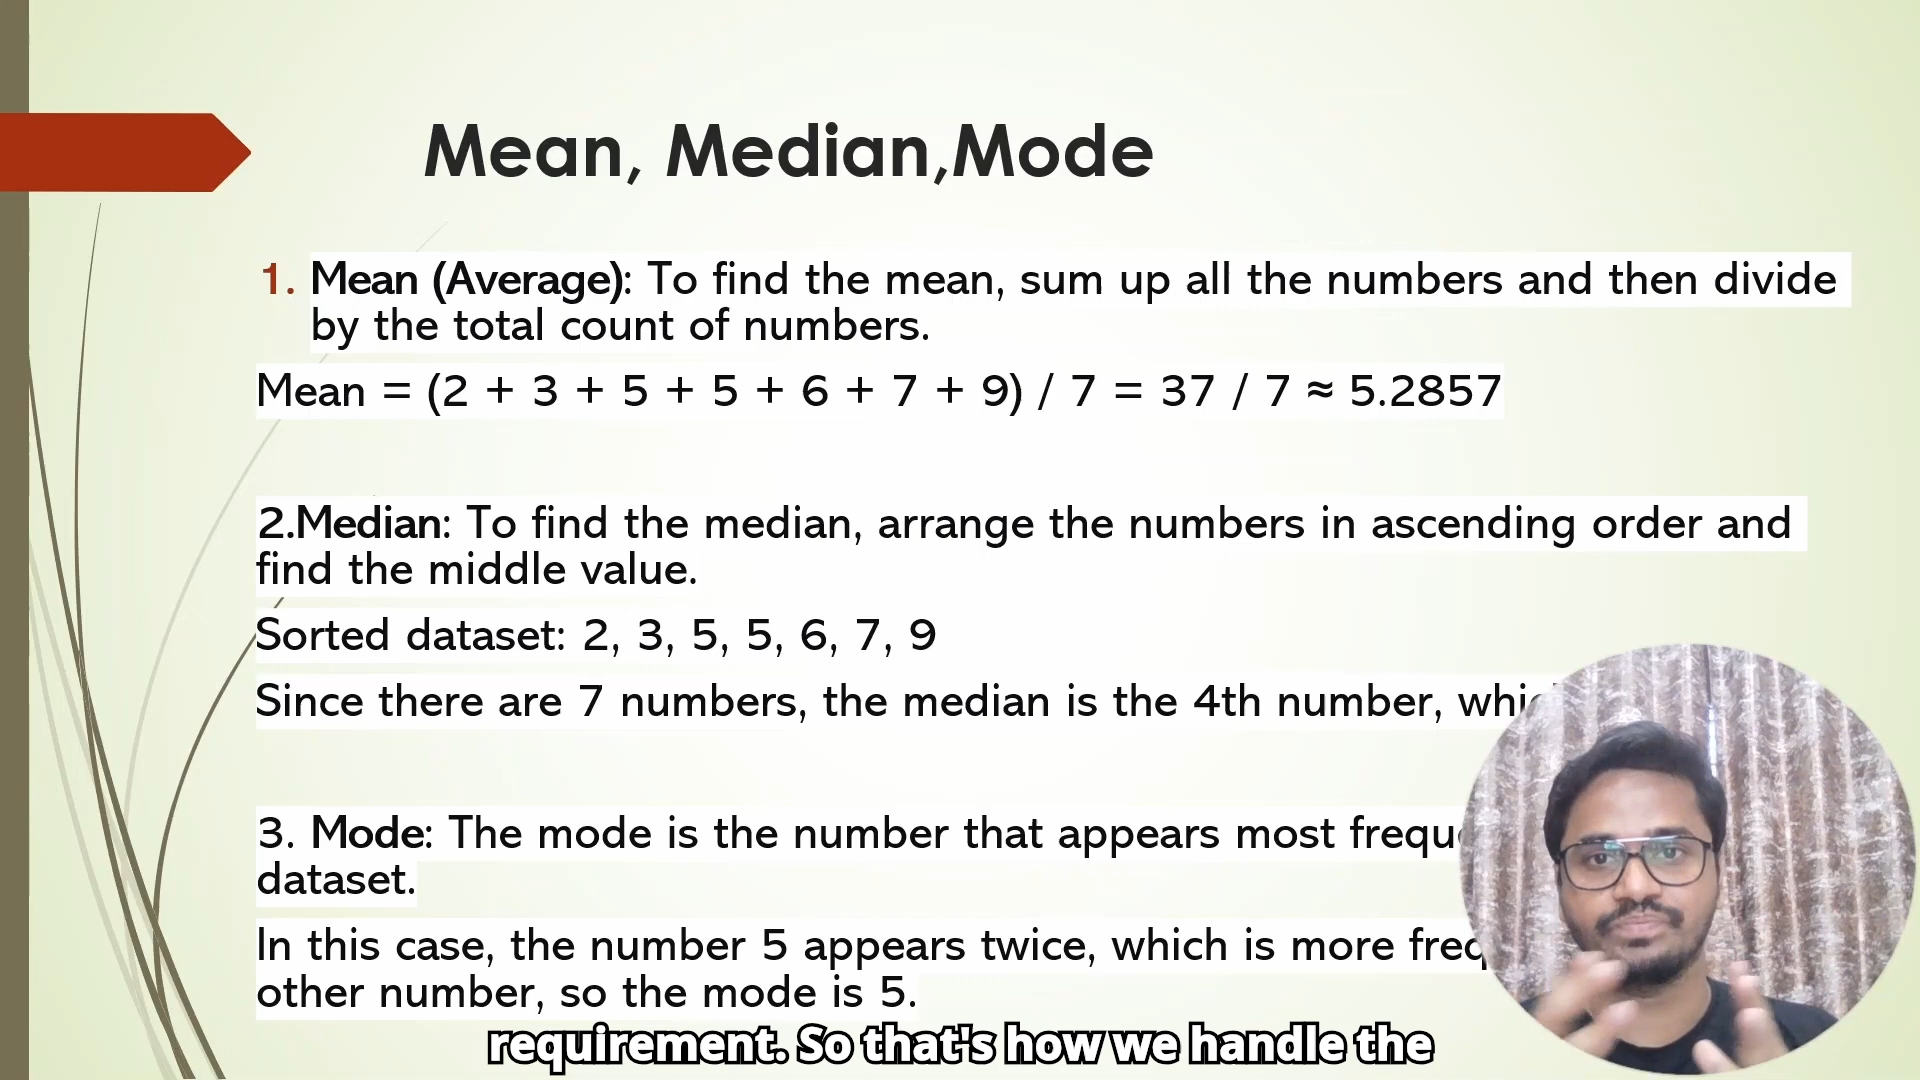 Mean, Median,Mode
1. Mean (Average): To find the mean, sum up all the numbers and then divide
by the total count of numbers.
Mean = (2 + 3 + 5 + 5 + 6 + 7 + 9) / 7 = 37 / 7 ≈ 5.2857
2.Median: To find the median, arrange the numbers in ascending order and
find the middle value.
Sorted dataset: 2, 3, 5, 5, 6, 7, 9
Since there are 7 numbers, the median is the 4th number,
3. Mode: The mode is the number that appears most
dataset.
In this case, the number 5 appears twice, which is more
other number, so the mode is 5.
requirement. So that's how we handle the